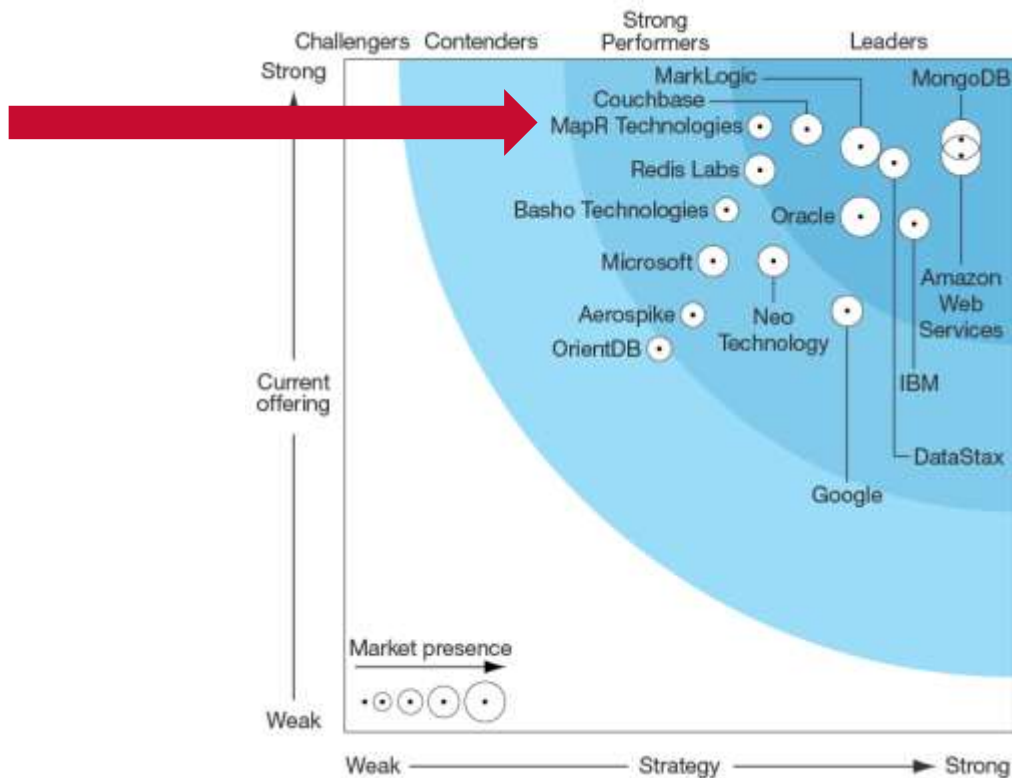 Challengers Contenders Strong Performers Leaders
Strong
MarkLogic
MongoDB
Couchbase
MapR Technologies
Redis Labs
Basho Technologies
Oracle
Microsoft
Amazon
Web
Services
Aerospike
Neo
Technology
OrientDB
IBM
Current
offering
DataStax
Google
Market presence
Weak
Weak Strategy Strong